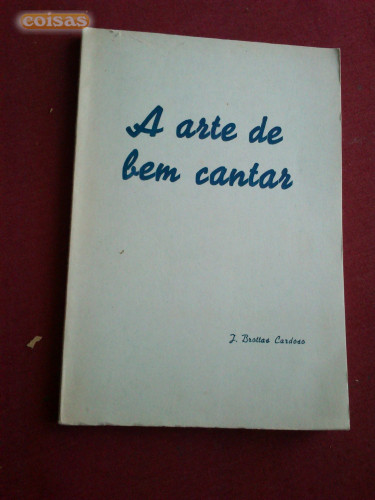 coisas
A arte de
bem cantar
J. Brottas Cardoso